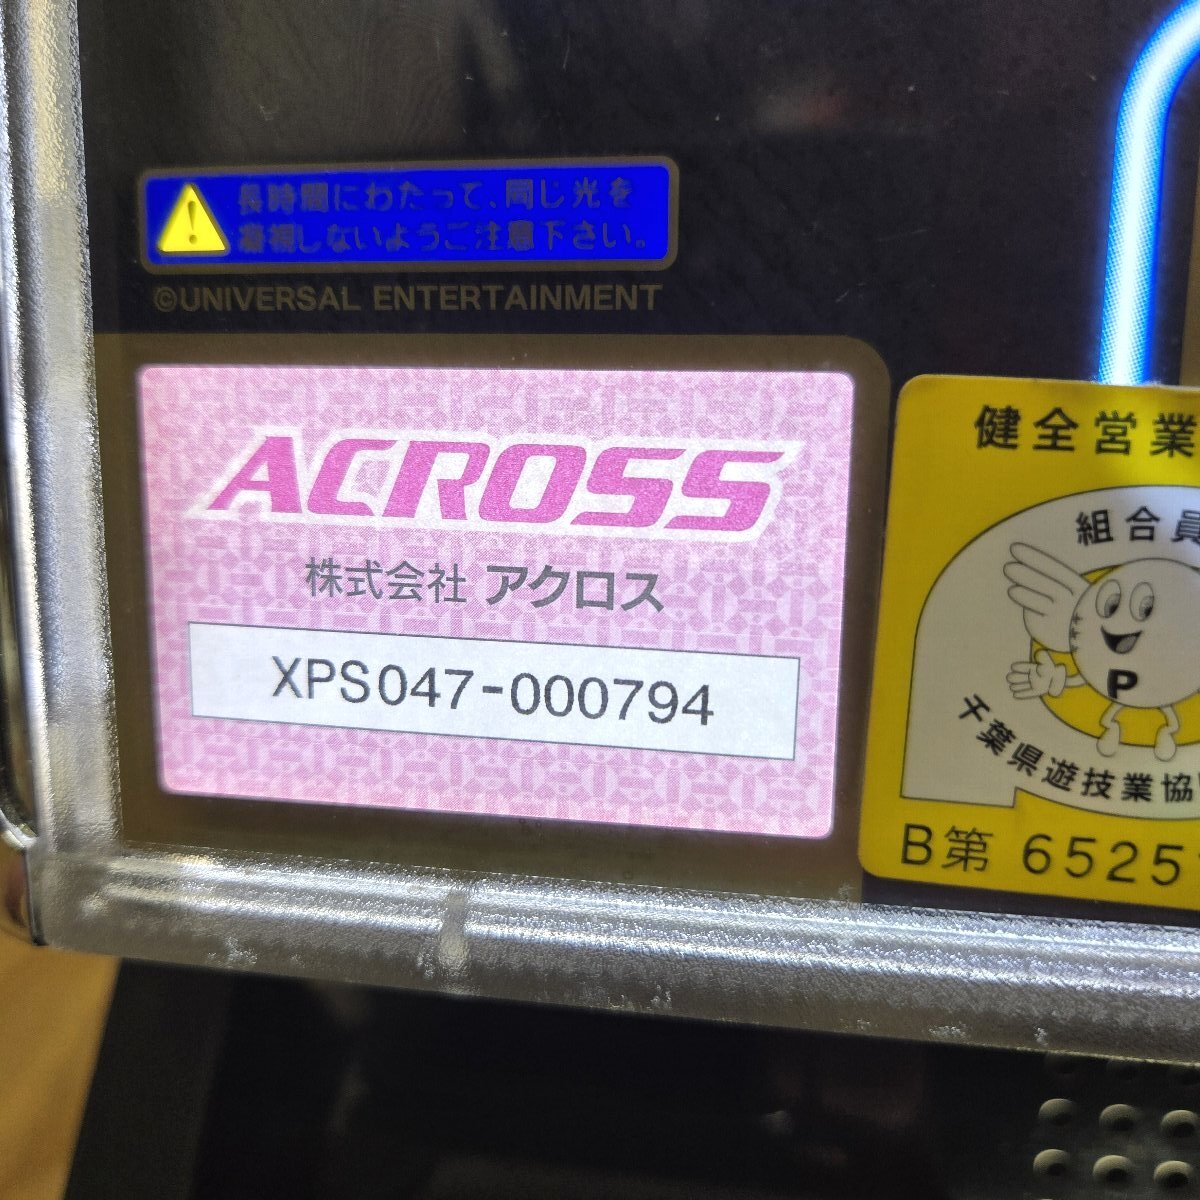 長時間にわたって、同じ光を
凝視しないようご注意下さい。
©UNIVERSAL ENTERTAINMENT
ACROSS
株式会社 アクロス
XPS047-000794
健全営業
組合員
P
千葉県遊技業協
B第 6525